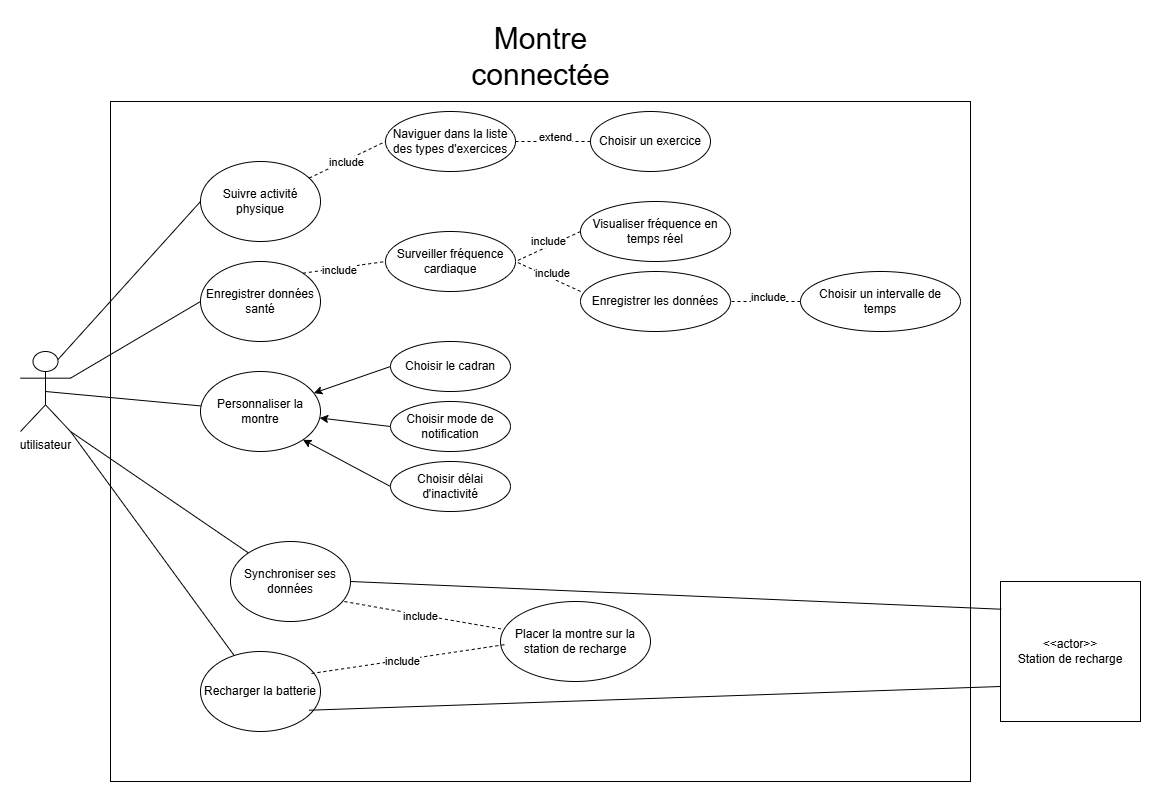 Montre
connectée
Naviguer dans la liste
des types d'exercices
extend
Choisir un exercice
include
Suivre activité
physique
Visualiser fréquence en
temps réel
include
Surveiller fréquence
cardiaque
include
include
Enregistrer données
santé
Enregistrer les données
include
Choisir un intervalle de
temps
Choisir le cadran
Personnaliser la
montre
Choisir mode de
notification
utilisateur
Choisir délai
d'inactivité
Synchroniser ses
données
include
Placer la montre sur la
station de recharge
include
Recharger la batterie
<<actor>>
Station de recharge